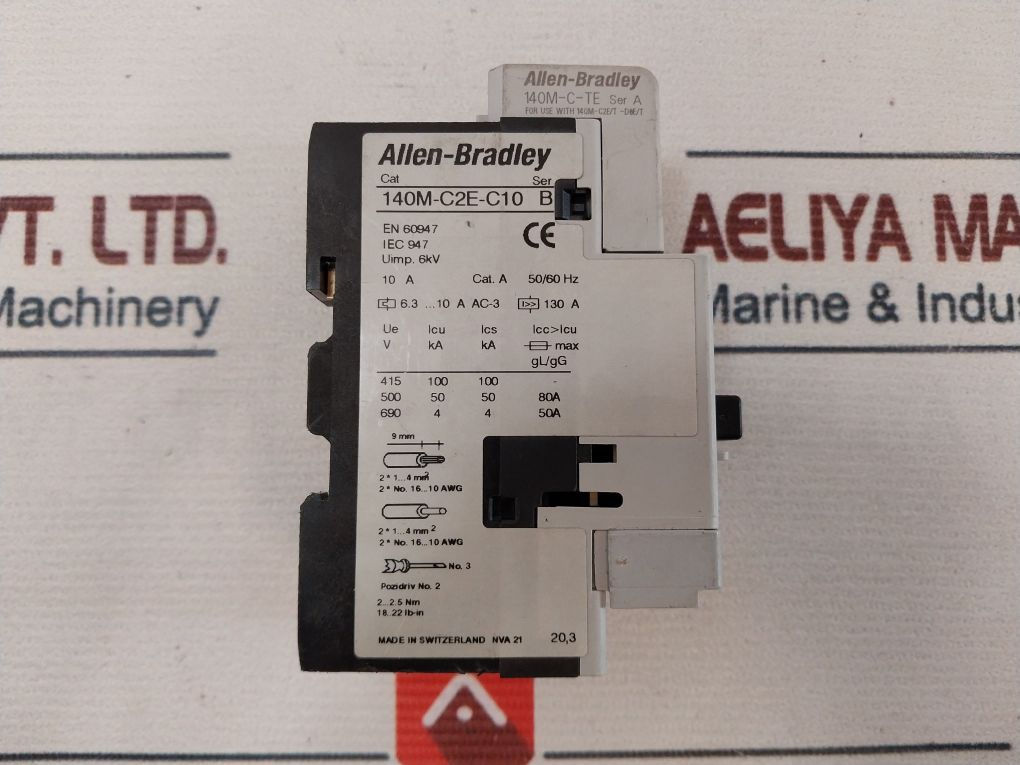 Allen-Bradley
140M-C-TE Ser A
FOR USE WITH 140M-C2E/T -D8E/T
Allen-Bradley
Cat Ser
140M-C2E-C10 B
EN 60947
IEC 947
Uimp. 6kV
CE
10 A Cat. A 50/60 Hz
6.3 ...10 A AC-3 I>> 130 A
Ue Icu Ics Icc>Icu
V kA kA max
gL/gG
415 100 100 -
500 50 50 80A
690 4 4 50A
9 mm
2 * 1...4 mm2
2 * No. 16...10 AWG
2 * 1...4 mm2
2 * No. 16...10 AWG
No. 3
Pozidriv No. 2
2...2.5 Nm
18..22 lb-in
MADE IN SWITZERLAND NVA 21 20,3
VT. LTD.
Machinery
AELIYA MA
Marine & Indus